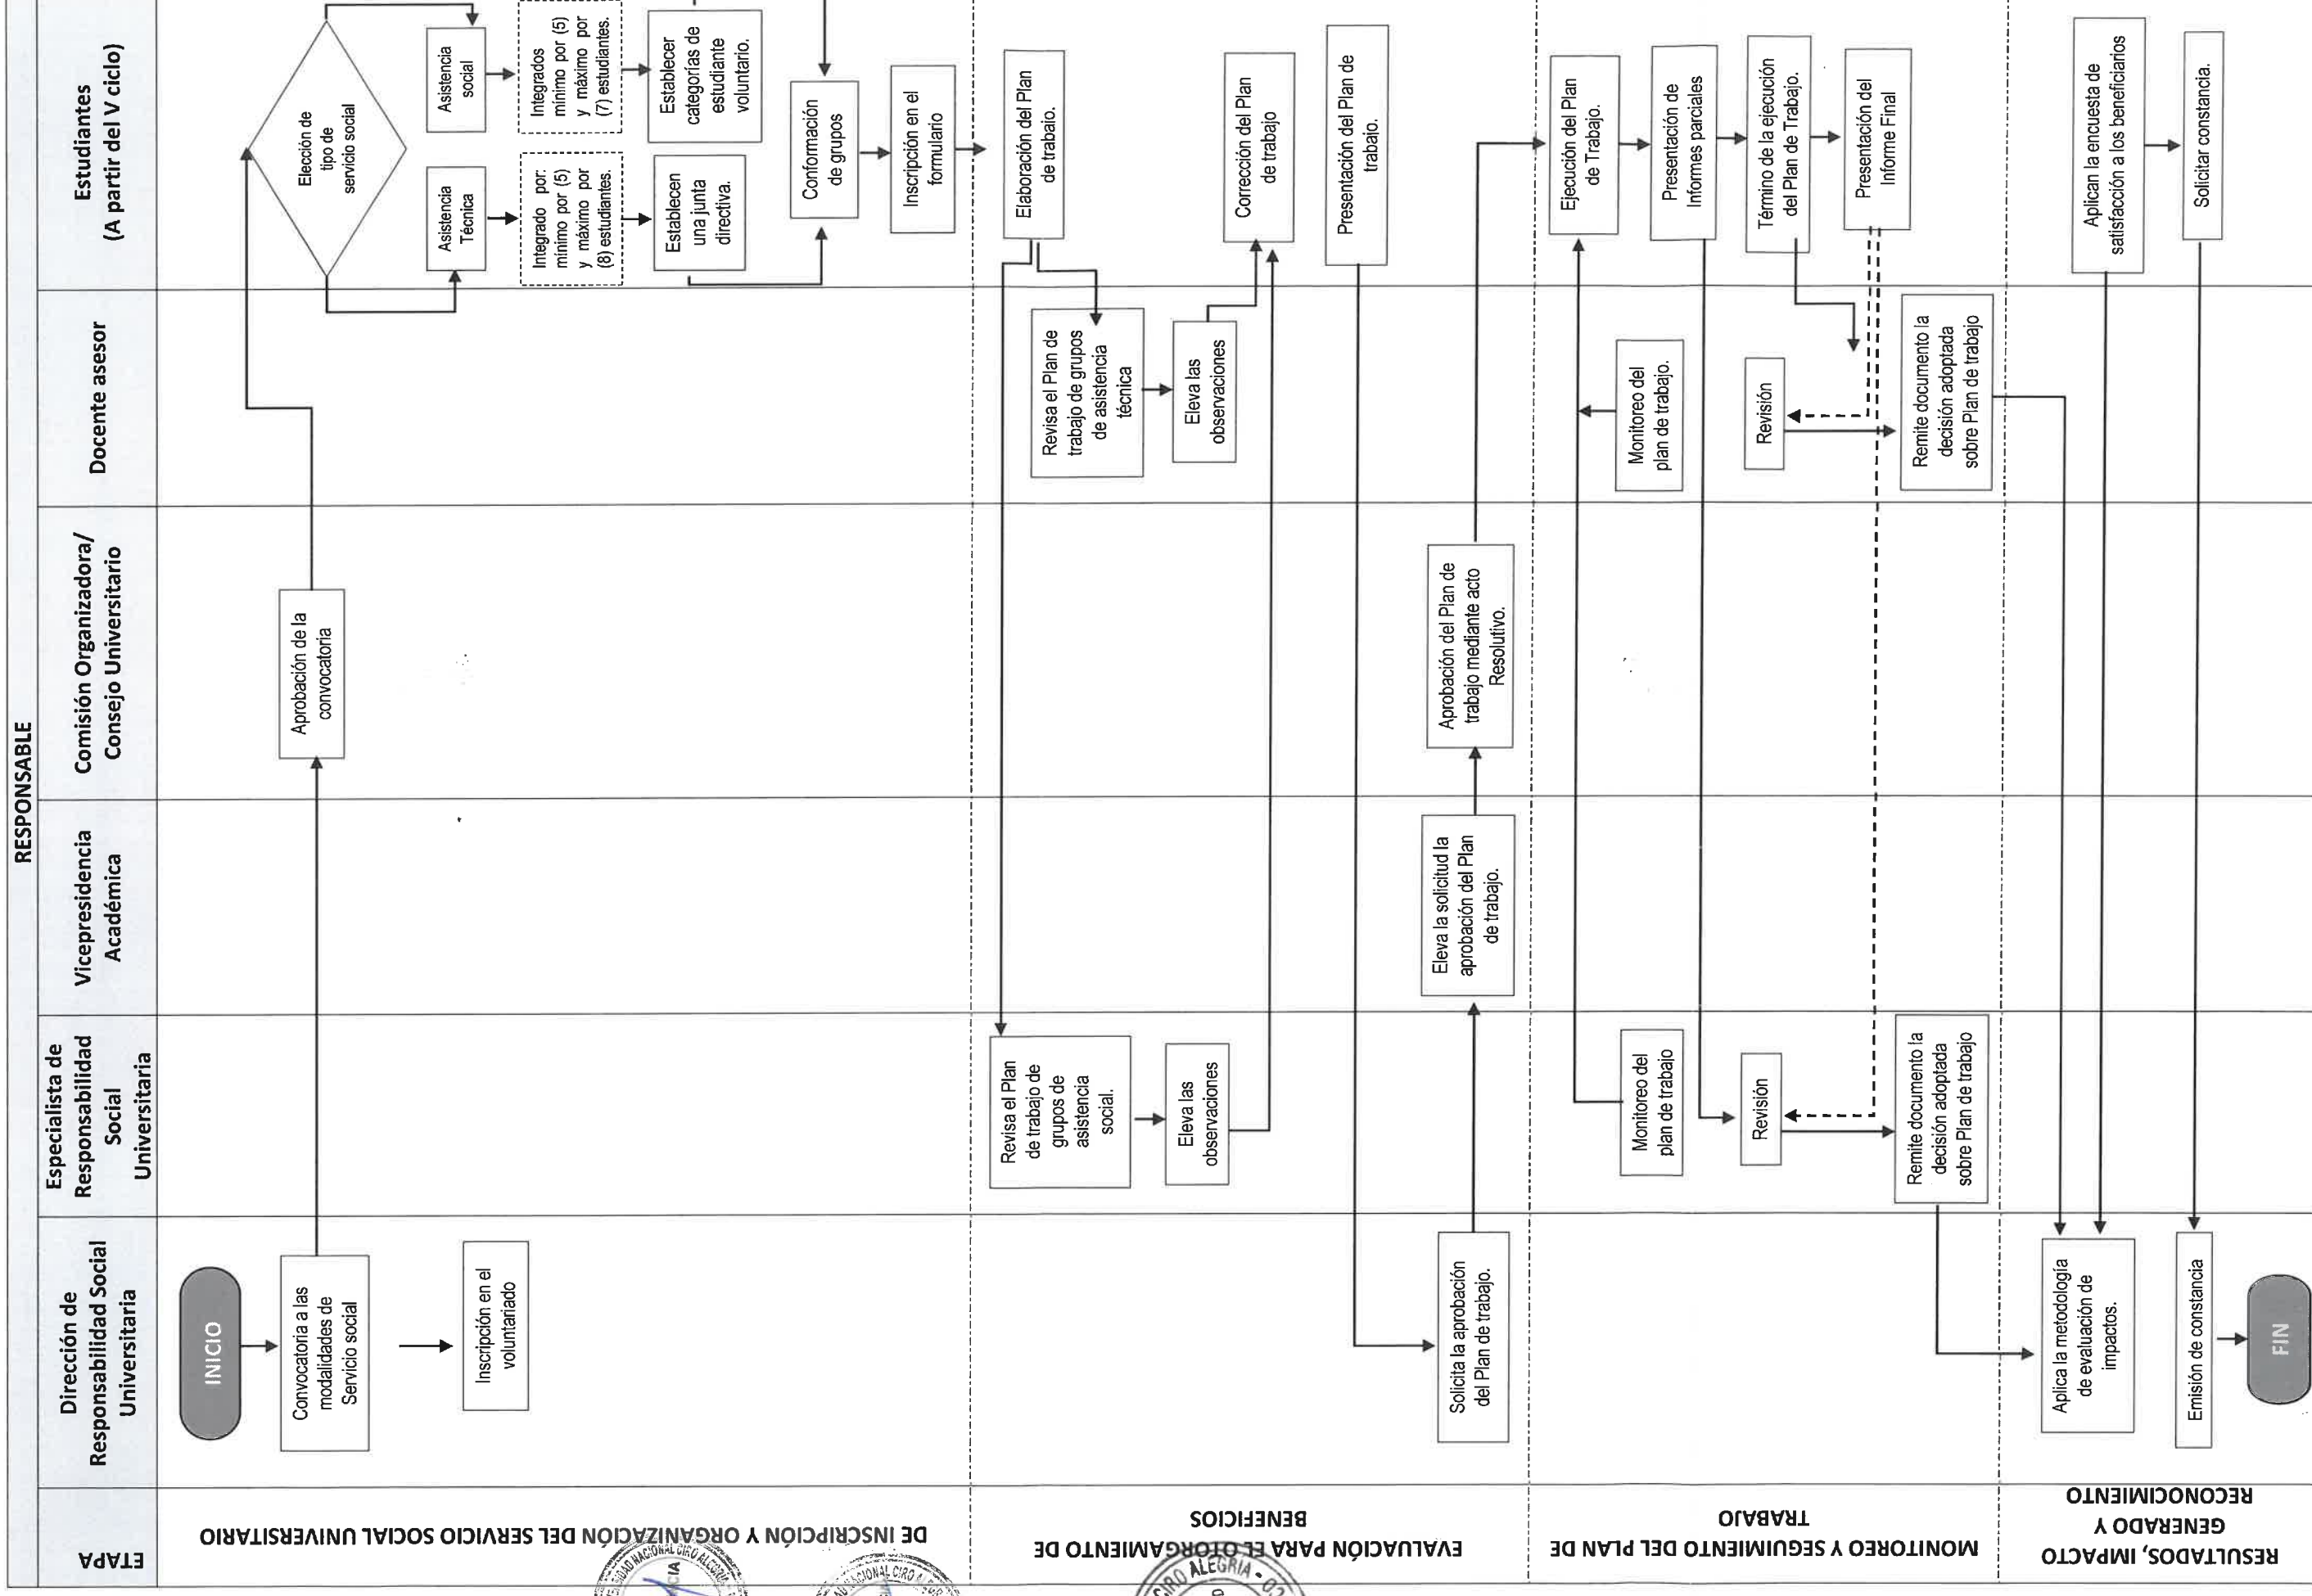 RESPONSABLE
ETAPA
Dirección de
Responsabilidad Social
Universitaria
Especialista de
Responsabilidad
Social
Universitaria
Vicepresidencia
Académica
Comisión Organizadora/
Consejo Universitario
Docente asesor
Estudiantes
(A partir del V ciclo)
DE INSCRIPCIÓN Y ORGANIZACIÓN DEL SERVICIO SOCIAL UNIVERSITARIO
INICIO
Convocatoria a las
modalidades de
Servicio social
Inscripción en el
voluntariado
Aprobación de la
convocatoria
Elección de
tipo de
servicio social
Asistencia
Técnica
Asistencia
social
Integrado por:
mínimo por (5)
y máximo por
(8) estudiantes.
Integrados
mínimo por (5)
y máximo por
(7) estudiantes.
Establecen
una junta
directiva.
Establecer
categorías de
estudiante
voluntario.
Conformación
de grupos
Inscripción en el
formulario
EVALUACIÓN PARA EL OTORGAMIENTO DE
BENEFICIOS
Elaboración del Plan
de trabajo.
Revisa el Plan
de trabajo de
grupos de
asistencia
social.
Revisa el Plan de
trabajo de grupos
de asistencia
técnica
Eleva las
observaciones
Eleva las
observaciones
Corrección del Plan
de trabajo
Presentación del Plan de
trabajo.
Solicita la aprobación
del Plan de trabajo.
Eleva la solicitud la
aprobación del Plan
de trabajo.
Aprobación del Plan de
trabajo mediante acto
Resolutivo.
MONITOREO Y SEGUIMIENTO DEL PLAN DE
TRABAJO
Ejecución del Plan
de Trabajo.
Monitoreo del
plan de trabajo
Monitoreo del
plan de trabajo.
Presentación de
Informes parciales
Revisión
Revisión
Término de la ejecución
del Plan de Trabajo.
Presentación del
Informe Final
Remite documento la
decisión adoptada
sobre Plan de trabajo
Remite documento la
decisión adoptada
sobre Plan de trabajo
RESULTADOS, IMPACTO
GENERADO Y
RECONOCIMIENTO
Aplica la metodología
de evaluación de
impactos.
Aplican la encuesta de
satisfacción a los beneficiarios
Solicitar constancia.
Emisión de constancia
FIN
NACIONAL CIRO ALEGRIA
NACIONAL CIRO
CIRO ALEGRIA